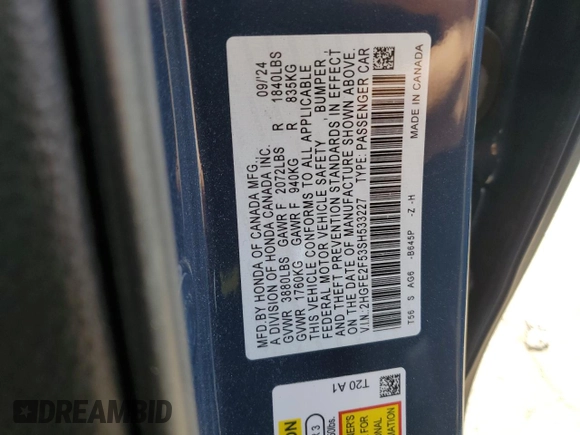 MFD.BY HONDA OF CANADA MFG.,
A DIVISION OF HONDA CANADA INC. 09/'24
GVWR 3880LBS GAWR F 2072LBS R 1840LBS
GVWR 1760KG GAWR F 940KG R 835KG
THIS VEHICLE CONFORMS TO ALL APPLICABLE
FEDERAL MOTOR VEHICLE SAFETY, BUMPER
AND THEFT PREVENTION STANDARDS IN EFFECT
ON THE DATE OF MANUFACTURE SHOWN ABOVE.
V.I.N.:2HGFE2F53SH533227 TYPE: PASSENGER CAR
T56 S AG6 -B645P -Z -H
MADE IN CANADA
T20 A1
DREAMBID